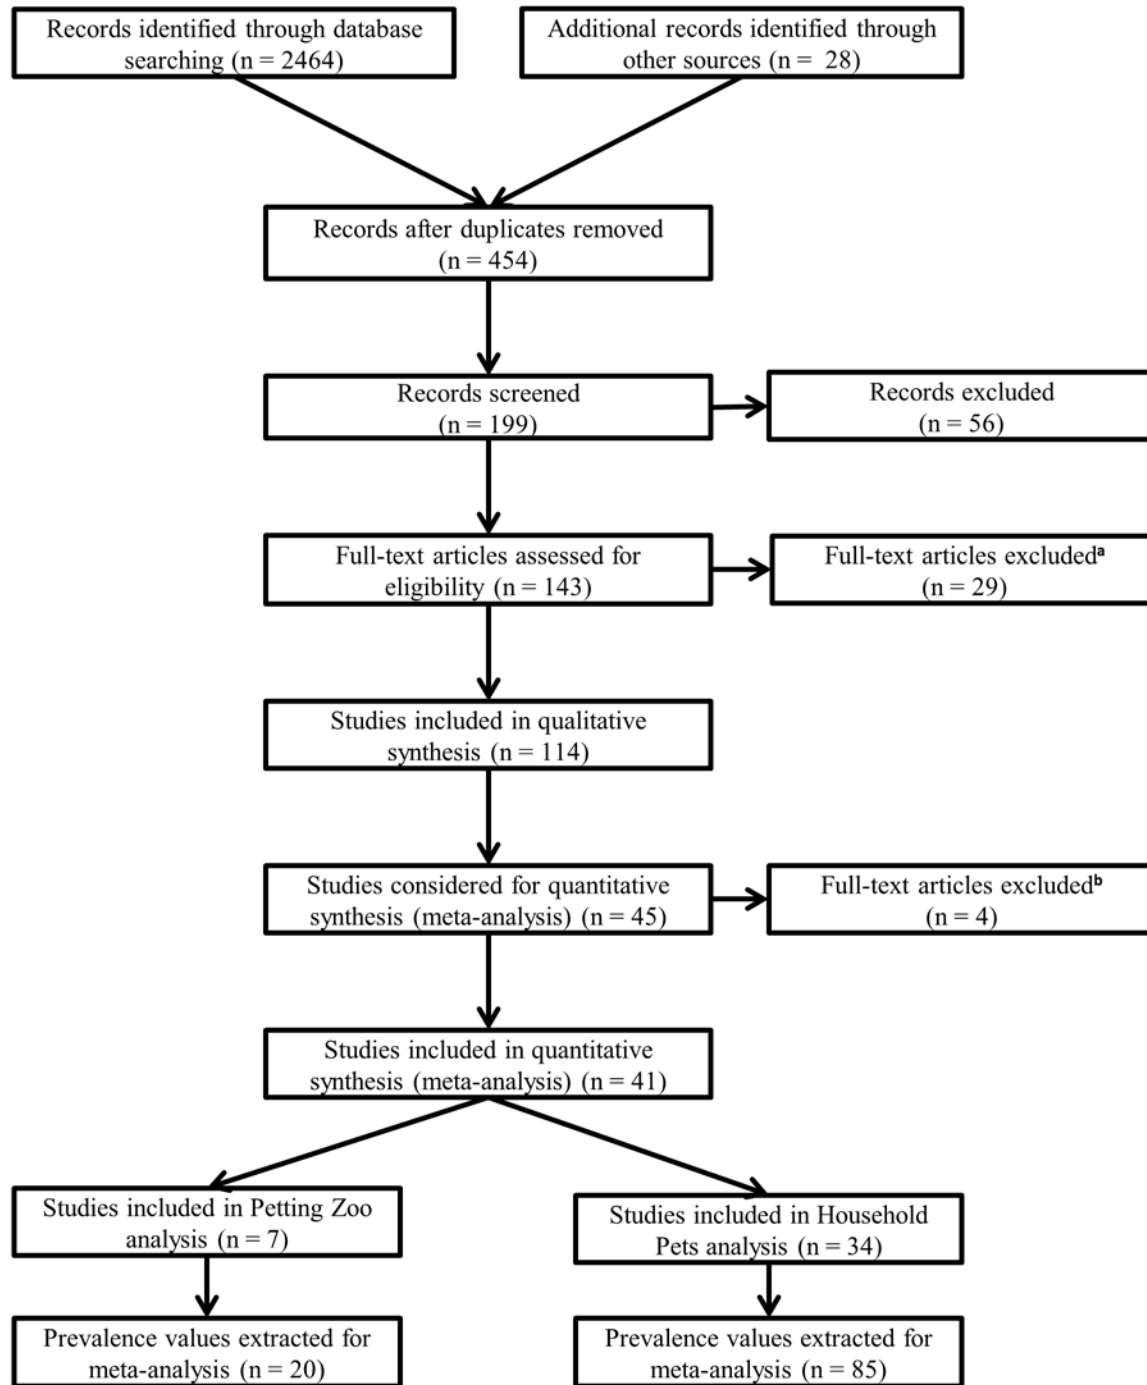 Records identified through database
searching (n = 2464)
Additional records identified through
other sources (n =  28)
Records after duplicates removed
(n = 454)
Records screened
(n = 199)
Records excluded
(n = 56)
Full-text articles assessed for
eligibility (n = 143)
Full-text articles excludedᵃ
(n = 29)
Studies included in qualitative
synthesis (n = 114)
Studies considered for quantitative
synthesis (meta-analysis) (n = 45)
Full-text articles excludedᵇ
(n = 4)
Studies included in quantitative
synthesis (meta-analysis) (n = 41)
Studies included in Petting Zoo
analysis (n = 7)
Studies included in Household
Pets analysis (n = 34)
Prevalence values extracted for
meta-analysis (n = 20)
Prevalence values extracted for
meta-analysis (n = 85)